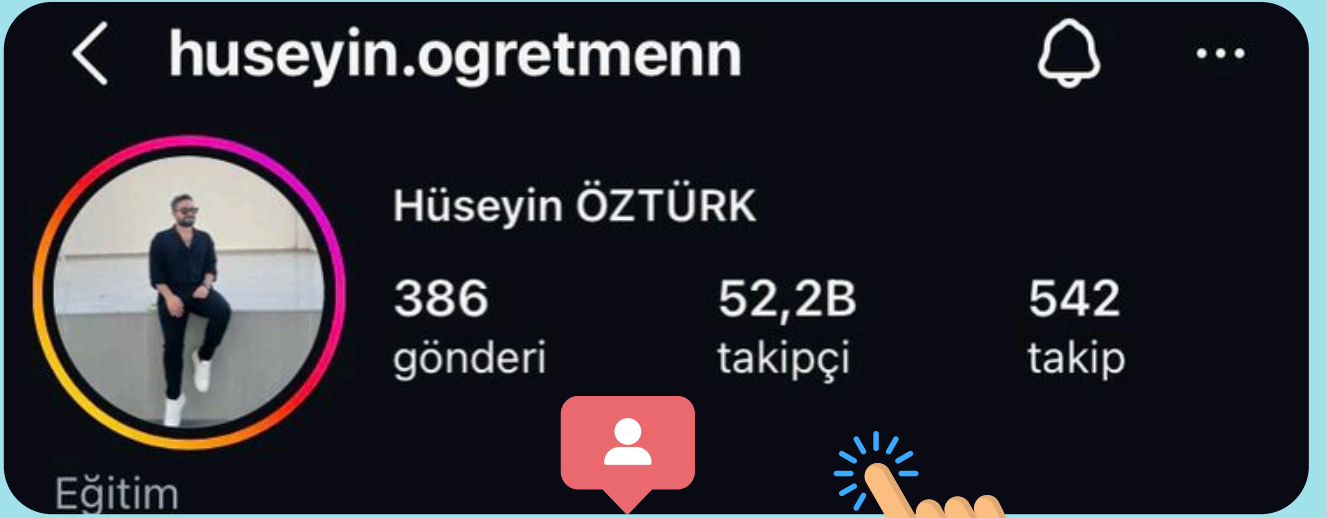 huseyin.ogretmenn
Hüseyin ÖZTÜRK
386 52,2B 542
gönderi takipçi takip
Eğitim